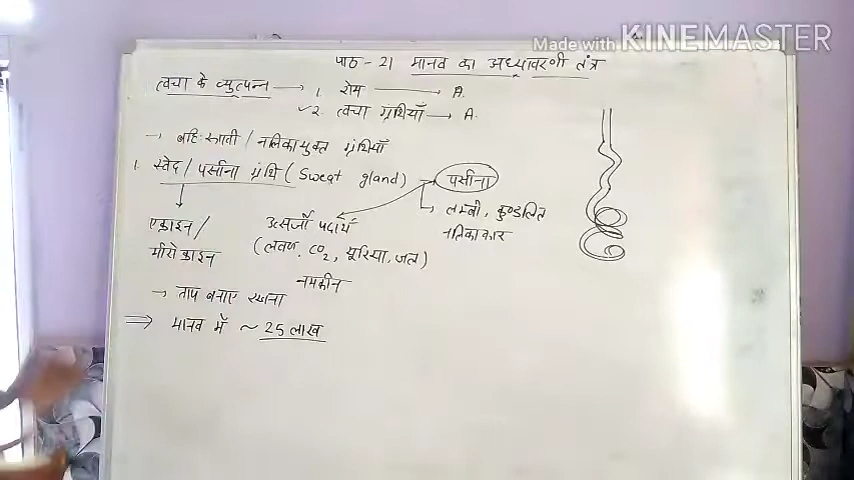 Made with KINEMASTER
पाठ - 21 मानव का अध्यावरणी तंत्र
त्वचा के व्युत्पन्न → 1. रोम → A.
✓2. त्वचा ग्रंथियाँ → A.
→ बहिःस्त्रावी / नलिकायुक्त ग्रंथियाँ
1. स्वेद / पसीना ग्रंथि (Sweat gland) → पसीना
→ लम्बी, कुण्डलित
नलिकाकार
एक्राइन /
मीरोक्राइन
उत्सर्जी पदार्थ
(लवण, CO₂, यूरिया, जल)
नमकीन
→ ताप बनाए रखना
⇒ मानव में ~ 25 लाख